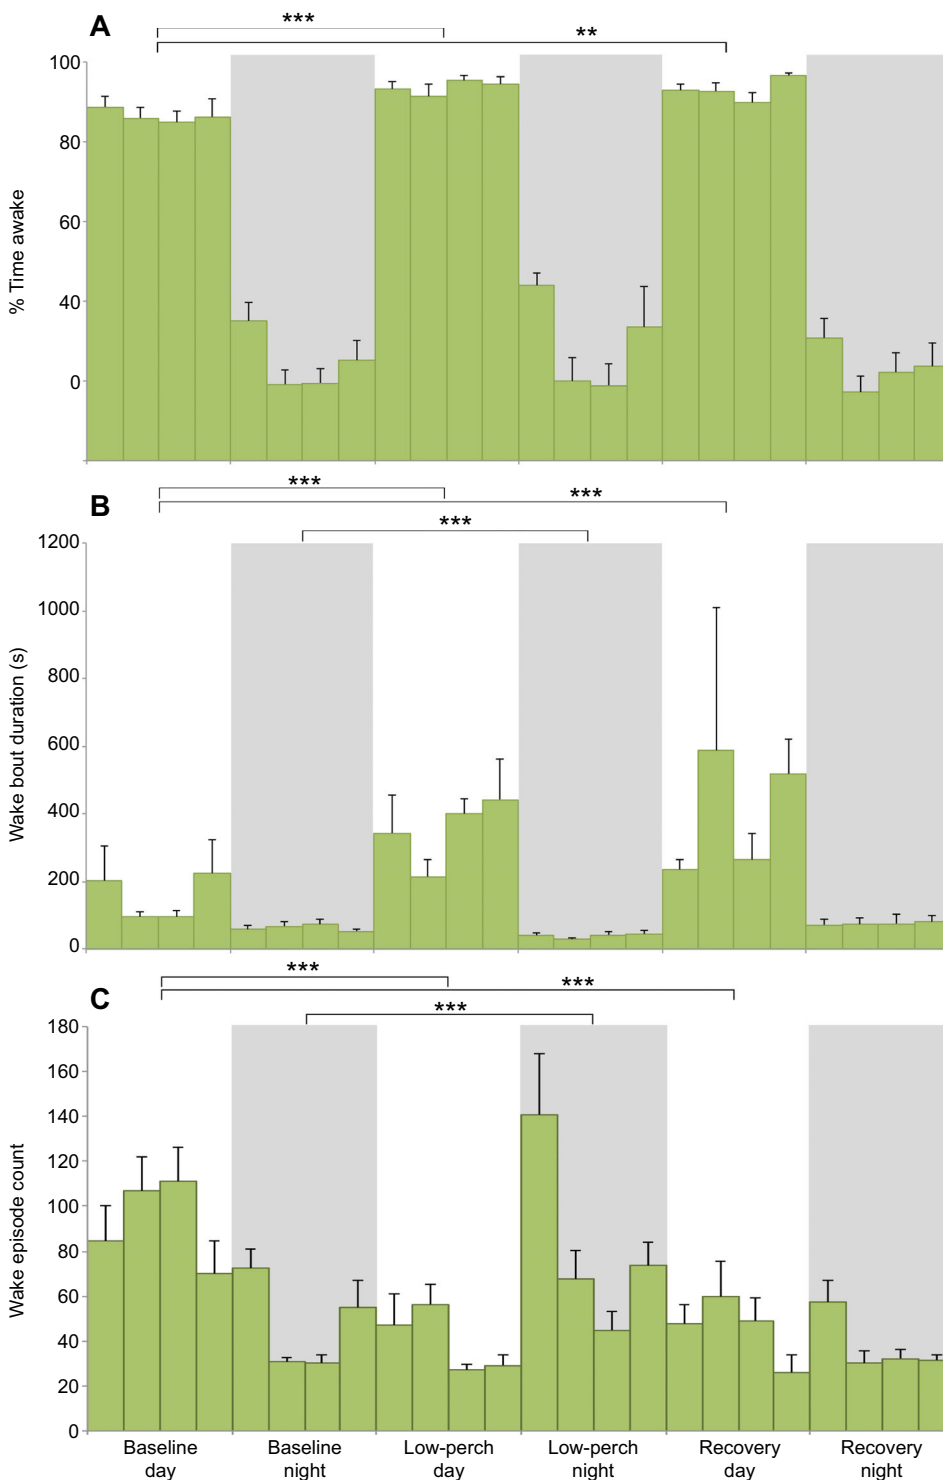 A
***
**
100
80
60
40
0
% Time awake
B
***
***
***
1200
1000
800
600
400
200
0
Wake bout duration (s)
C
***
***
***
180
160
140
120
100
80
60
40
20
0
Wake episode count
Baseline day
Baseline night
Low-perch day
Low-perch night
Recovery day
Recovery night